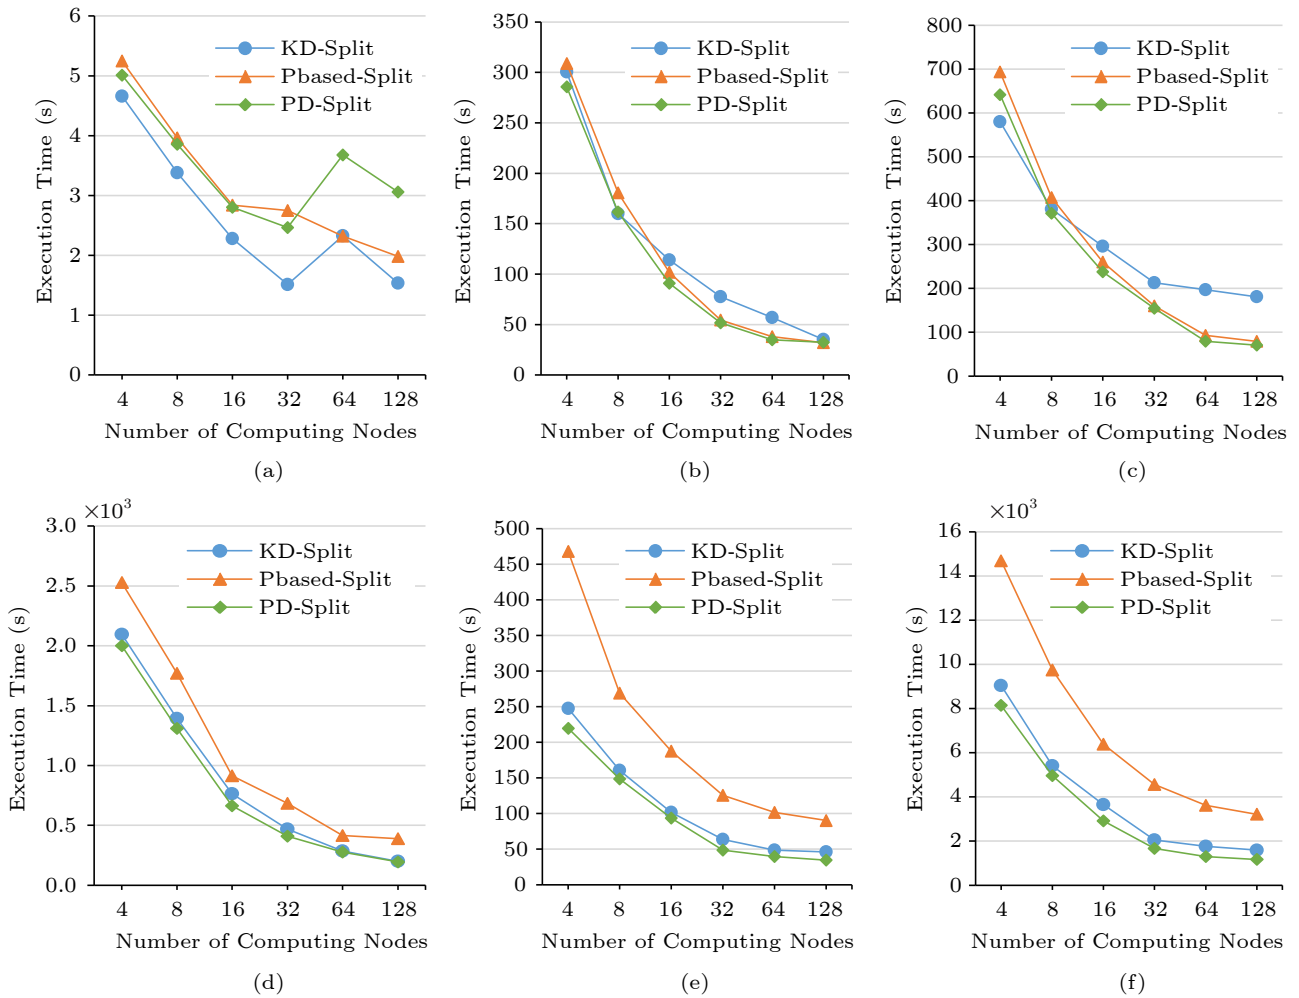 6
5
4
3
2
1
0
Execution Time (s)
KD-Split
Pbased-Split
PD-Split
4 8 16 32 64 128
Number of Computing Nodes
(a)
350
300
250
200
150
100
50
0
Execution Time (s)
KD-Split
Pbased-Split
PD-Split
4 8 16 32 64 128
Number of Computing Nodes
(b)
800
700
600
500
400
300
200
100
0
Execution Time (s)
KD-Split
Pbased-Split
PD-Split
4 8 16 32 64 128
Number of Computing Nodes
(c)
×10³
3.0
2.5
2.0
1.5
1.0
0.5
0.0
Execution Time (s)
KD-Split
Pbased-Split
PD-Split
4 8 16 32 64 128
Number of Computing Nodes
(d)
500
450
400
350
300
250
200
150
100
50
0
Execution Time (s)
KD-Split
Pbased-Split
PD-Split
4 8 16 32 64 128
Number of Computing Nodes
(e)
×10³
16
14
12
10
8
6
4
2
0
Execution Time (s)
KD-Split
Pbased-Split
PD-Split
4 8 16 32 64 128
Number of Computing Nodes
(f)